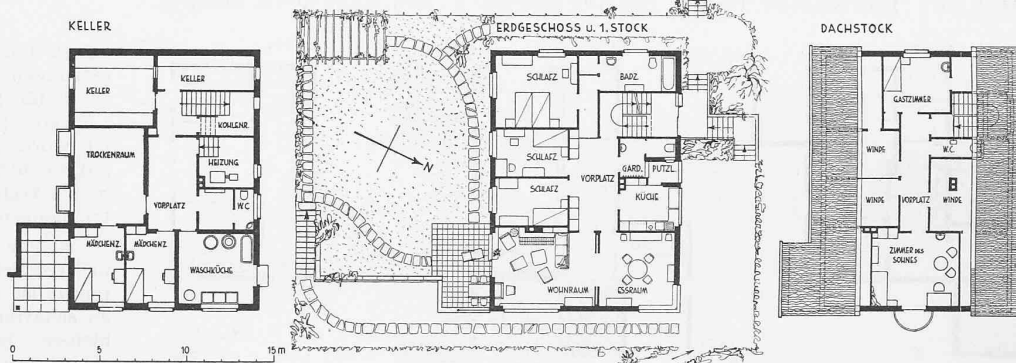 KELLER
KELLER
KELLER
KOHLENR.
TROCKENRAUM
HEIZUNG
VORPLATZ
W.C
MÄDCHENZ.
MÄDCHENZ.
WASCHKÜCHE
0 5 10 15 m
ERDGESCHOSS U. 1. STOCK
SCHLAFZ
BADZ.
SCHLAFZ
N
VORPLATZ
GARD.
PUTZL.
SCHLAFZ
KÜCHE
WOHNRAUM
ESSRAUM
DACHSTOCK
GASTZIMMER
WINDE
W.C
WINDE
VORPLATZ
WINDE
ZIMMER DES
SOHNES